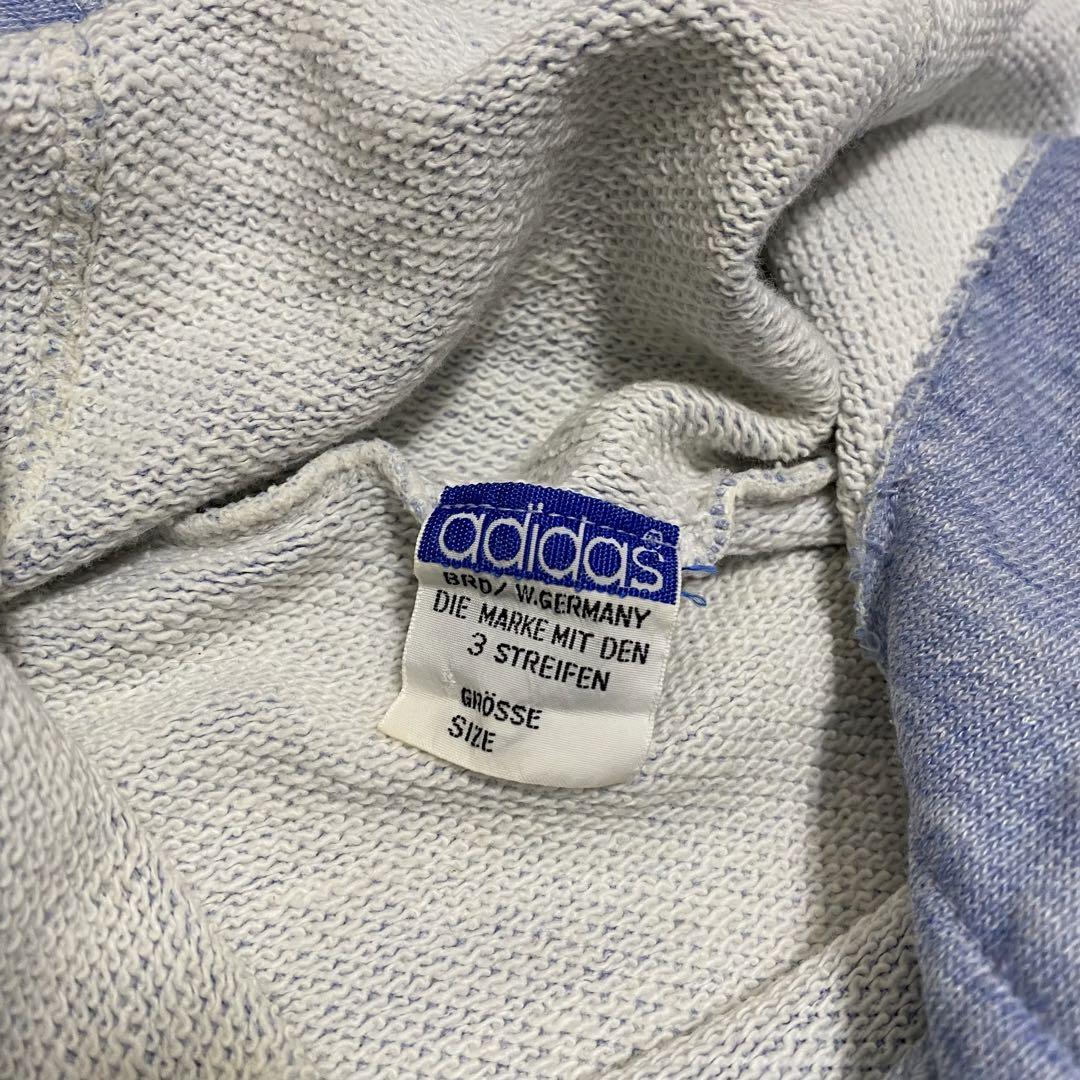 adidas®
BRD/ W.GERMANY
DIE MARKE MIT DEN
3 STREIFEN
GRÖSSE
SIZE